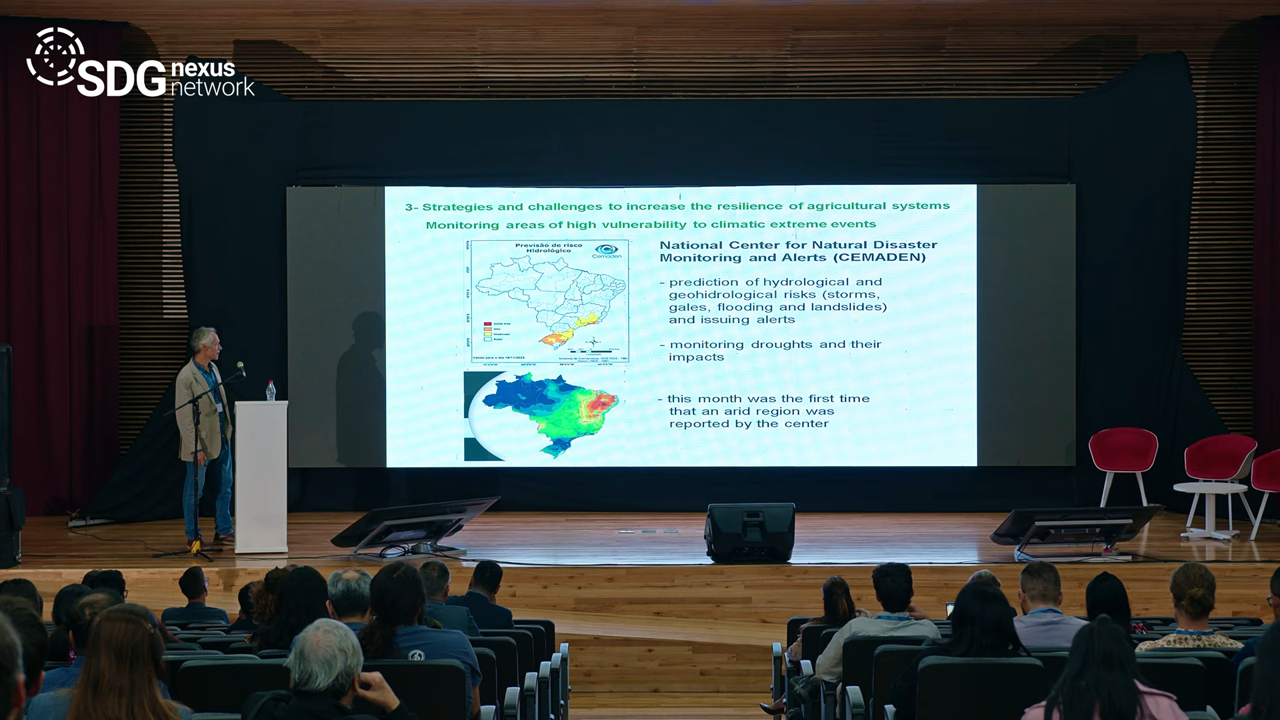 SDG nexus
network
3- Strategies and challenges to increase the resilience of agricultural systems
Monitoring areas of high vulnerability to climatic extreme events
Previsão de risco
Hidrológico
Cemaden
National Center for Natural Disaster
Monitoring and Alerts (CEMADEN)
- prediction of hydrological and
geohidrological risks (storms,
gales, flooding and landslides)
and issuing alerts
- monitoring droughts and their
impacts
- this month was the first time
that an arid region was
reported by the center